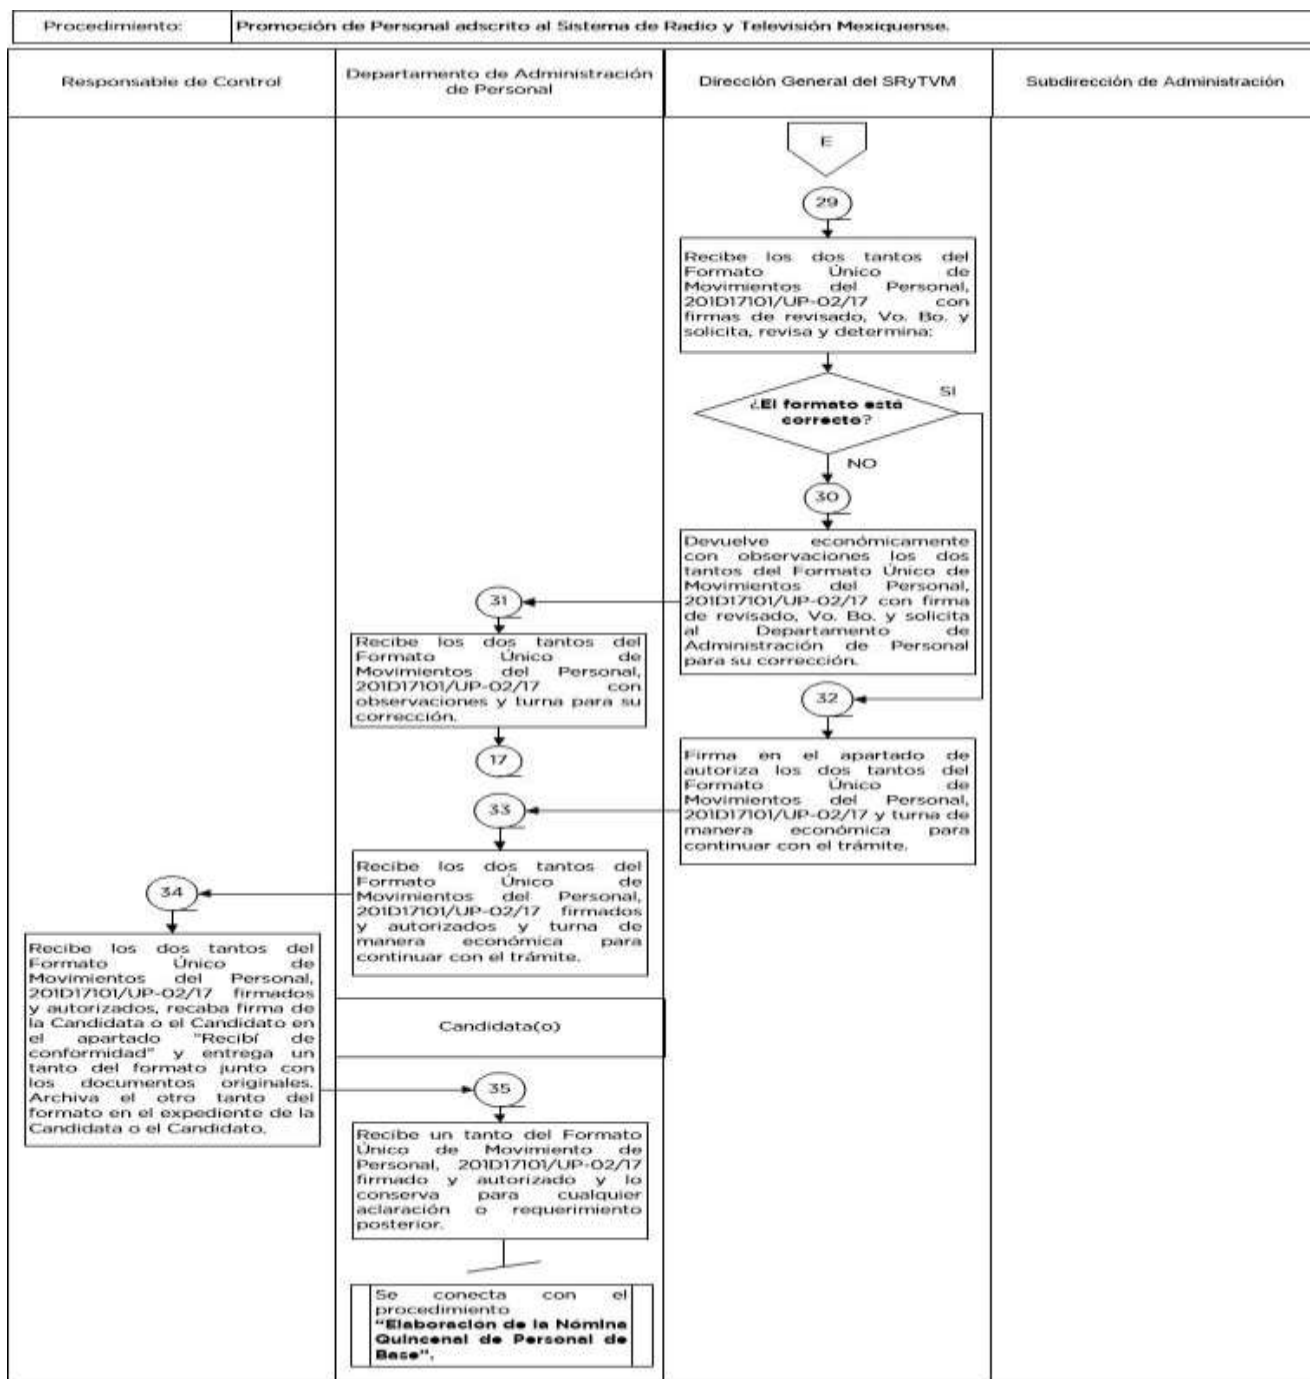 Procedimiento:
Promoción de Personal adscrito al Sistema de Radio y Televisión Mexiquense.
Responsable de Control
Departamento de Administración
de Personal
Dirección General del SRyTVM
Subdirección de Administración
E
29
Recibe los dos tantos del
Formato Único de
Movimientos del Personal,
201D17101/UP-02/17 con
firmas de revisado, Vo. Bo. y
solicita, revisa y determina:
¿El formato está
correcto?
SI
NO
30
Devuelve económicamente
con observaciones los dos
tantos del Formato Único de
Movimientos del Personal,
201D17101/UP-02/17 con firma
de revisado, Vo. Bo. y solicita
al Departamento de
Administración de Personal
para su corrección.
31
Recibe los dos tantos del
Formato Único de
Movimientos del Personal,
201D17101/UP-02/17 con
observaciones y turna para su
corrección.
17
32
Firma en el apartado de
autoriza los dos tantos del
Formato Único de
Movimientos del Personal,
201D17101/UP-02/17 y turna de
manera económica para
continuar con el trámite.
33
Recibe los dos tantos del
Formato Único de
Movimientos del Personal,
201D17101/UP-02/17 firmados
y autorizados y turna de
manera económica para
continuar con el trámite.
34
Recibe los dos tantos del
Formato Único de
Movimientos del Personal,
201D17101/UP-02/17 firmados
y autorizados, recaba firma de
la Candidata o el Candidato en
el apartado "Recibí de
conformidad" y entrega un
tanto del formato junto con
los documentos originales.
Archiva el otro tanto del
formato en el expediente de la
Candidata o el Candidato.
Candidata(o)
35
Recibe un tanto del Formato
Único de Movimiento de
Personal, 201D17101/UP-02/17
firmado y autorizado y lo
conserva para cualquier
aclaración o requerimiento
posterior.
Se conecta con el
procedimiento
"Elaboración de la Nómina
Quincenal de Personal de
Base".